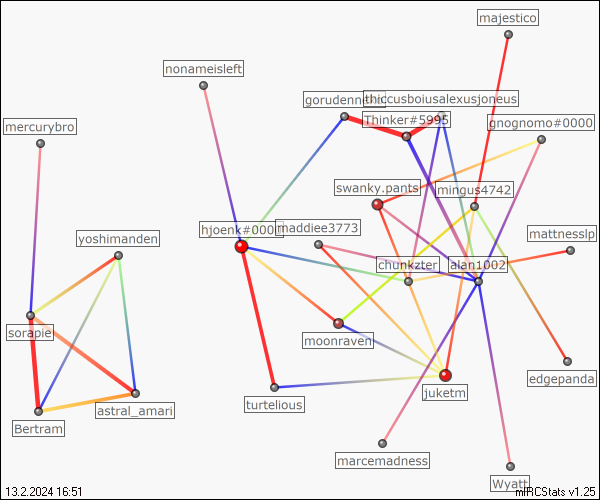 majestico
nonameisleft
thiccusboiusalexusjoneus
Thinker#5995
gnognomo#0000
mercurybro
swanky.pants
mingus4742
hjoenk#0000
maddiee3773
mattnesslp
yoshimanden
chunkzter
alan1002
sorapie
moonraven
edgepanda
juketm
astral_amari
turtelious
Bertram
marcemadness
Wyatt
13.2.2024 16:51
mIRCStats v1.25